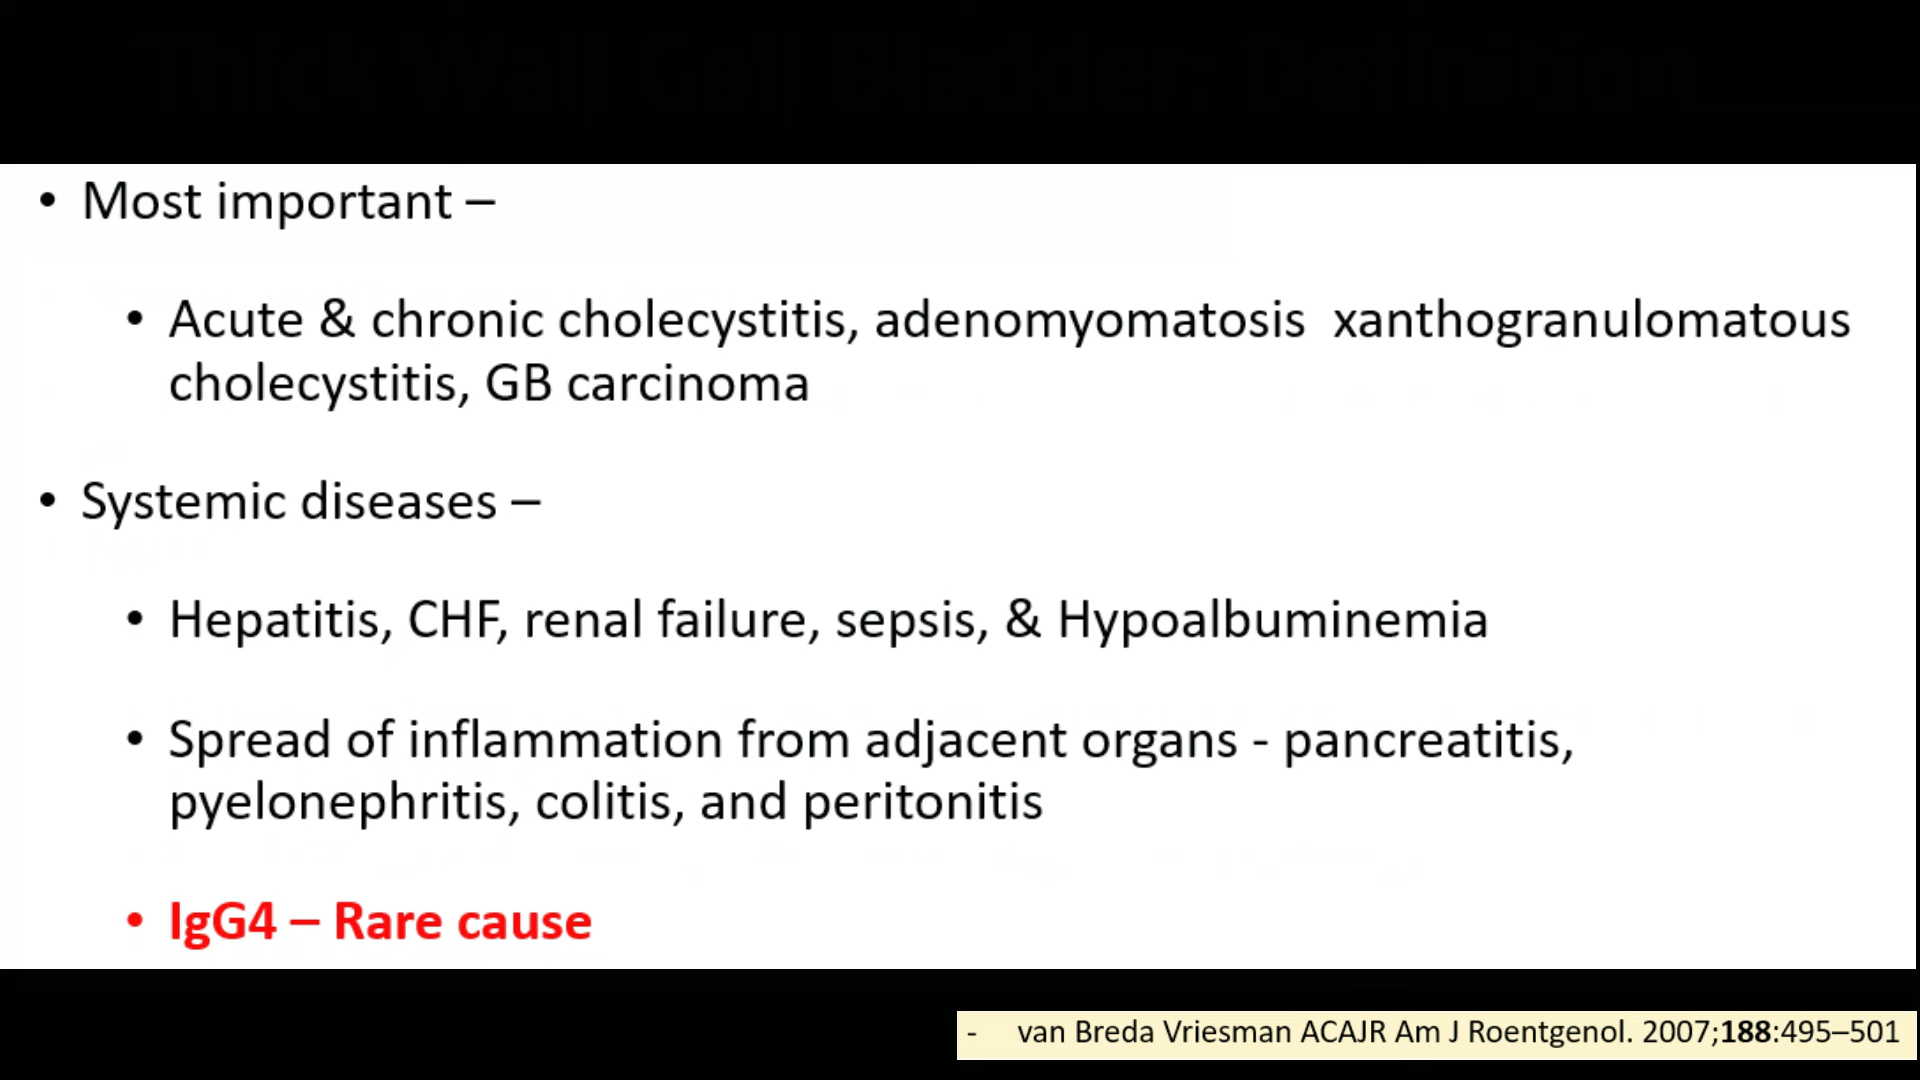 • Most important –
• Acute & chronic cholecystitis, adenomyomatosis  xanthogranulomatous
cholecystitis, GB carcinoma
• Systemic diseases –
• Hepatitis, CHF, renal failure, sepsis, & Hypoalbuminemia
• Spread of inflammation from adjacent organs - pancreatitis,
pyelonephritis, colitis, and peritonitis
• IgG4 – Rare cause
- van Breda Vriesman ACAJR Am J Roentgenol. 2007;188:495–501